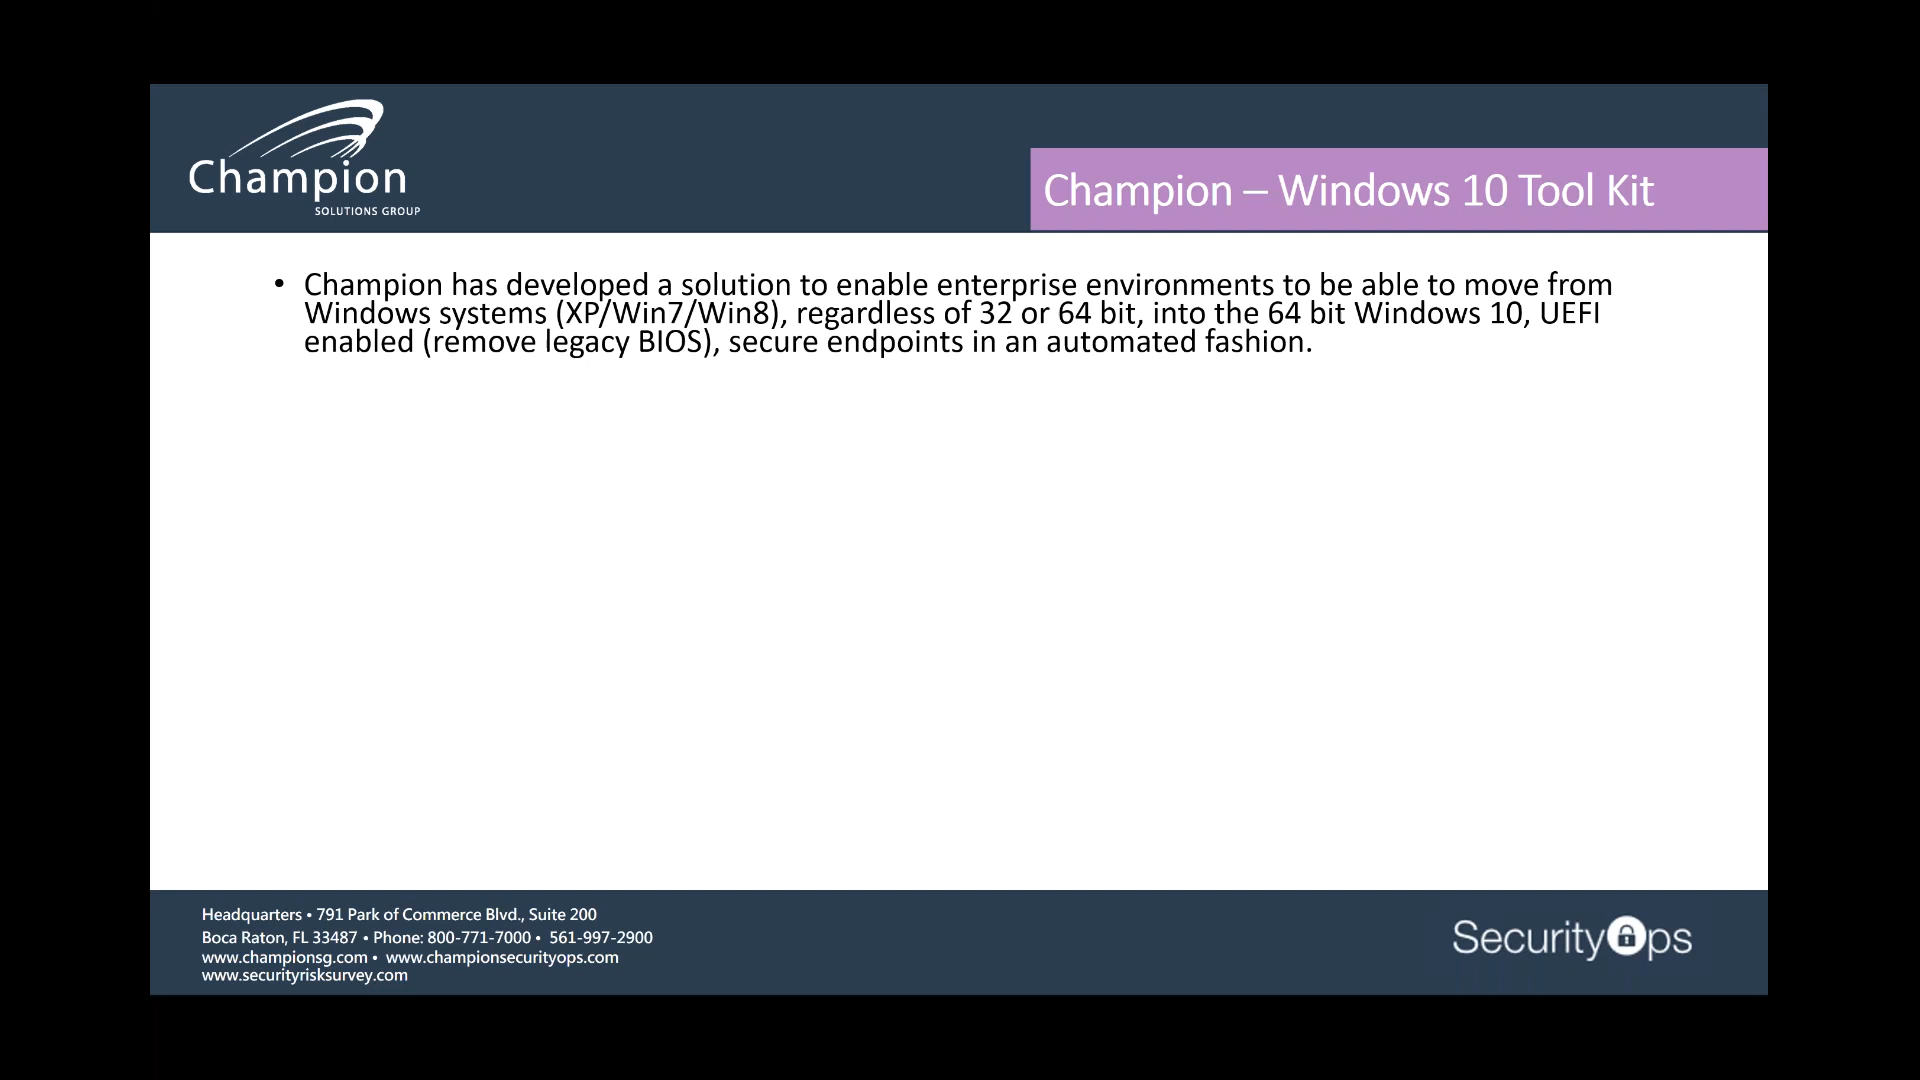 Champion
SOLUTIONS GROUP
Champion – Windows 10 Tool Kit
• Champion has developed a solution to enable enterprise environments to be able to move from
Windows systems (XP/Win7/Win8), regardless of 32 or 64 bit, into the 64 bit Windows 10, UEFI
enabled (remove legacy BIOS), secure endpoints in an automated fashion.
Headquarters • 791 Park of Commerce Blvd., Suite 200
Boca Raton, FL 33487 • Phone: 800-771-7000 • 561-997-2900
www.championsg.com • www.championsecurityops.com
www.securityrisksurvey.com
SecurityOps